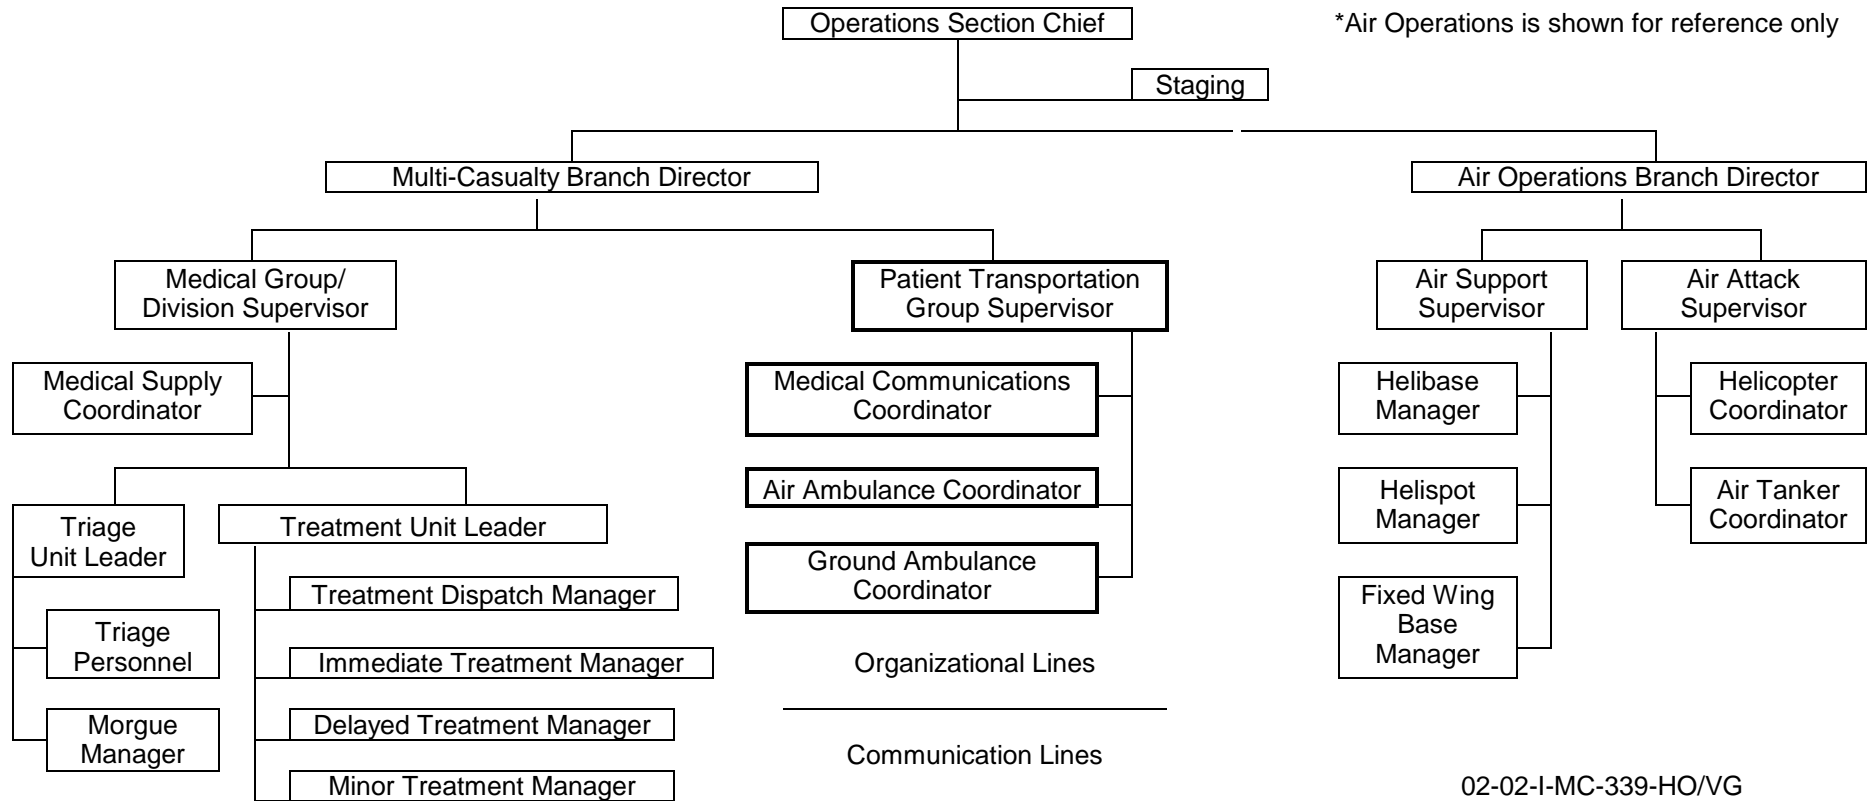 Operations Section Chief
*Air Operations is shown for reference only
Staging
Multi-Casualty Branch Director
Air Operations Branch Director
Medical Group/
Division Supervisor
Patient Transportation
Group Supervisor
Air Support
Supervisor
Air Attack
Supervisor
Medical Supply
Coordinator
Medical Communications
Coordinator
Helibase
Manager
Helicopter
Coordinator
Triage
Unit Leader
Treatment Unit Leader
Air Ambulance Coordinator
Helispot
Manager
Air Tanker
Coordinator
Ground Ambulance
Coordinator
Treatment Dispatch Manager
Fixed Wing
Base
Manager
Triage
Personnel
Immediate Treatment Manager
Organizational Lines
Morgue
Manager
Delayed Treatment Manager
Communication Lines
Minor Treatment Manager
02-02-I-MC-339-HO/VG